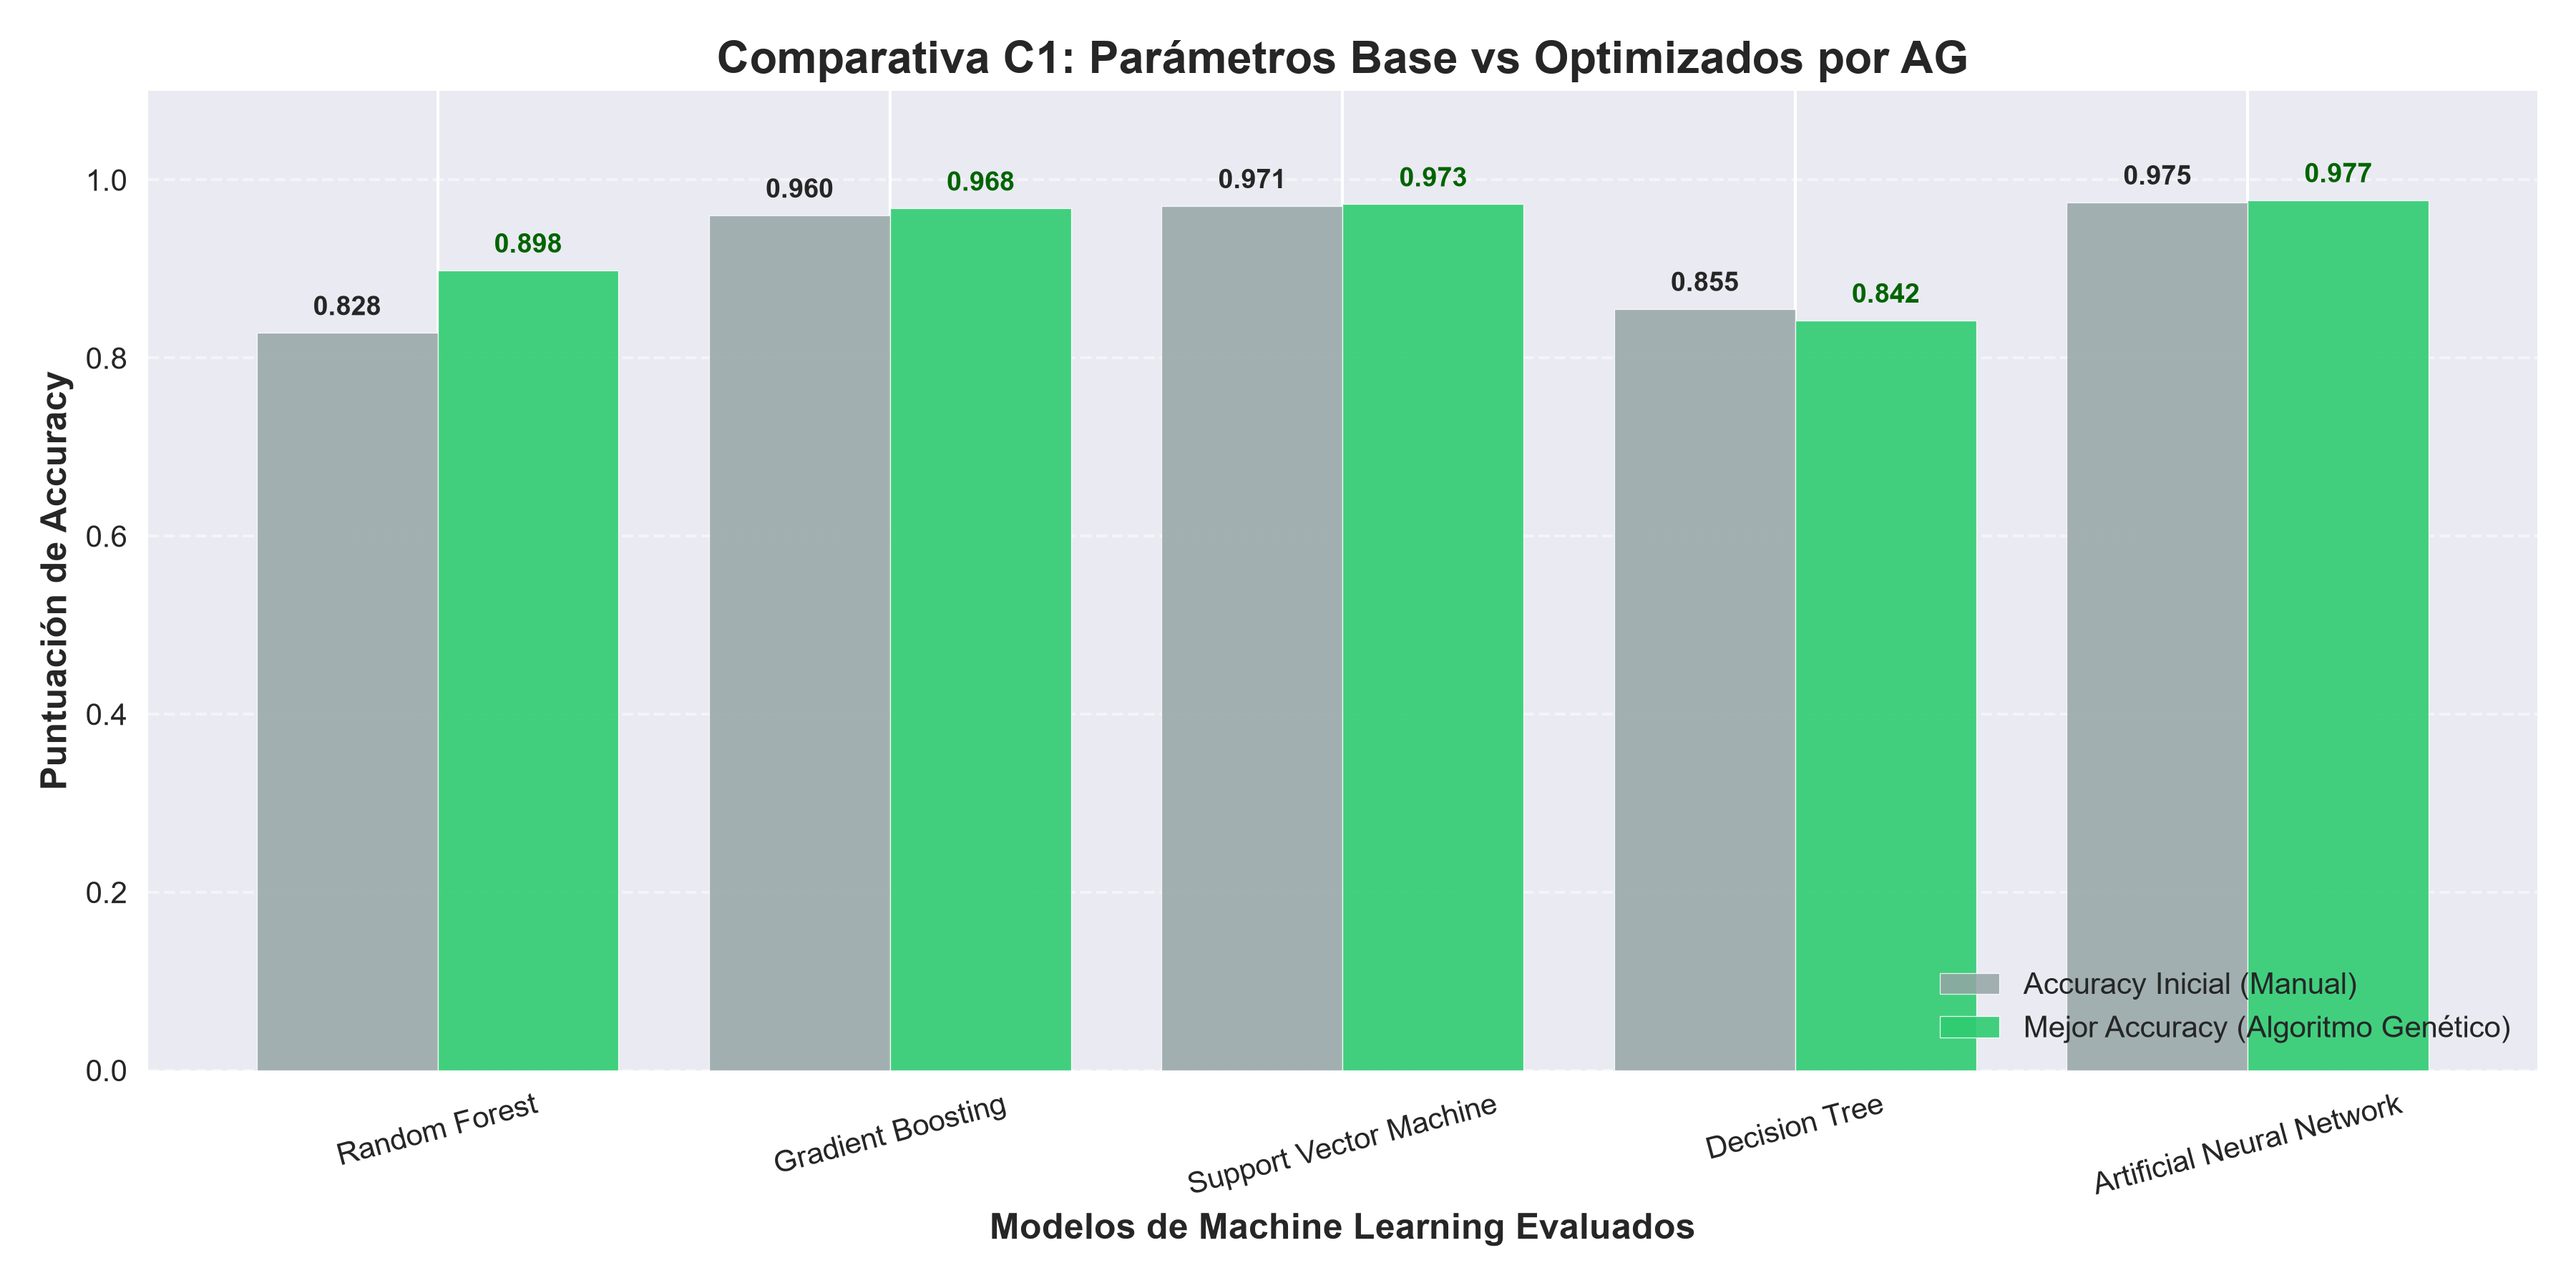 Comparativa C1: Parámetros Base vs Optimizados por AG
Puntuación de Accuracy
1.0
0.8
0.6
0.4
0.2
0.0
0.828
0.898
0.960
0.968
0.971
0.973
0.855
0.842
0.975
0.977
Accuracy Inicial (Manual)
Mejor Accuracy (Algoritmo Genético)
Random Forest
Gradient Boosting
Support Vector Machine
Decision Tree
Artificial Neural Network
Modelos de Machine Learning Evaluados